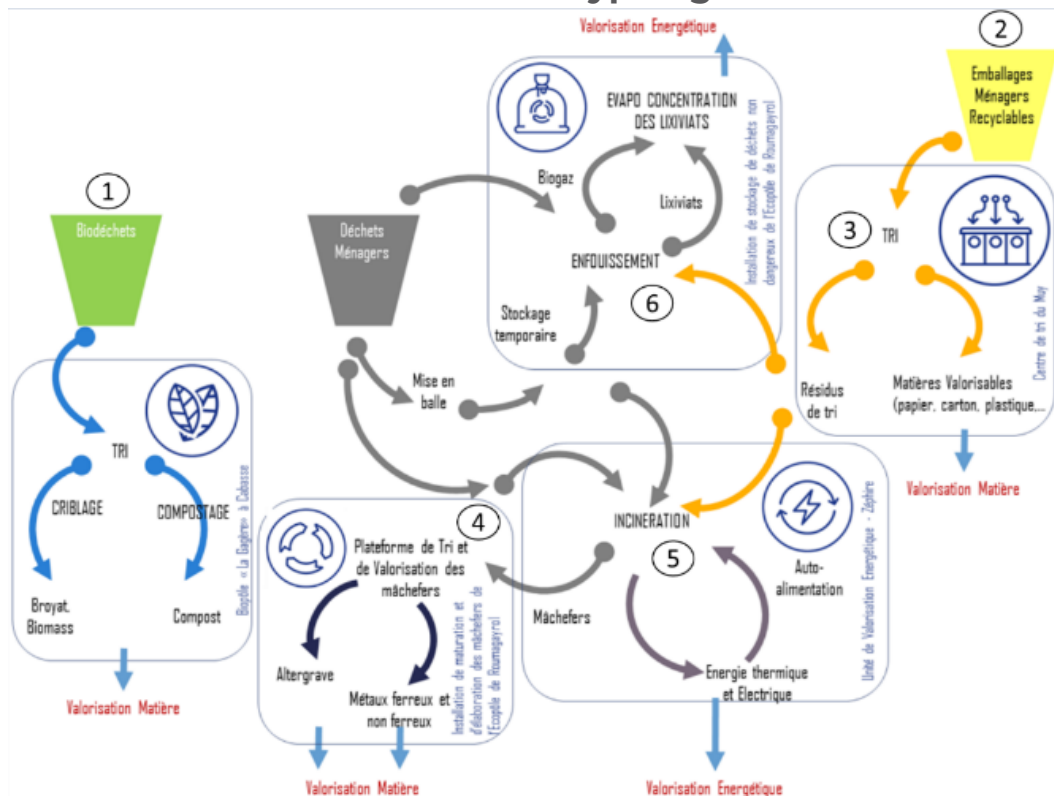 Valorisation Energétique
2
Emballages
Ménagers
Recyclables
EVAPO CONCENTRATION
DES LIXIVIATS
Biogaz
Lixiviats
ENFOUISSEMENT
6
Stockage
temporaire
Installation de stockage de déchets non
dangereux de l'Ecopôle de Roumagayrol
3
TRI
Résidus
de tri
Matières Valorisables
(papier, carton, plastique,...
Centre de tri du Muy
Valorisation Matière
1
Biodéchets
Déchets
Ménagers
Mise en
balle
TRI
CRIBLAGE
COMPOSTAGE
Broyat,
Biomass
Compost
Biopôle « La Gagère» à Cabasse
Valorisation Matière
4
Plateforme de Tri et
de Valorisation des
mâchefers
Altergrave
Métaux ferreux et
non ferreux
Installation de maturation et
d'élaboration des mâchefers de
l'Ecopôle de Roumagayrol
Valorisation Matière
INCINERATION
5
Mâchefers
Auto-
alimentation
Energie thermique
et Electrique
Unité de Valorisation Energétique - Zéphire
Valorisation Energétique